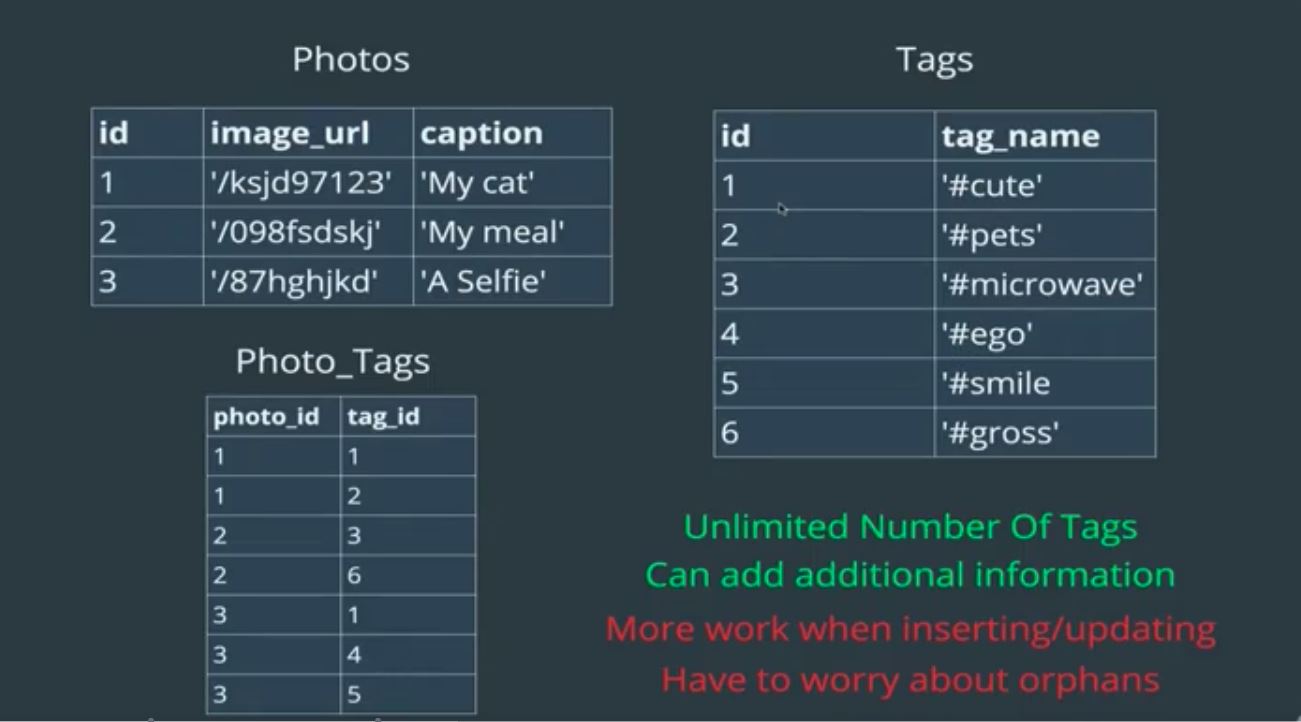 Photos
id image_url caption
1 '/ksjd97123' 'My cat'
2 '/098fsdskj' 'My meal'
3 '/87hghjkd' 'A Selfie'
Photo_Tags
photo_id tag_id
1 1
1 2
2 3
2 6
3 1
3 4
3 5
Tags
id tag_name
1 '#cute'
2 '#pets'
3 '#microwave'
4 '#ego'
5 '#smile
6 '#gross'
Unlimited Number Of Tags
Can add additional information
More work when inserting/updating
Have to worry about orphans